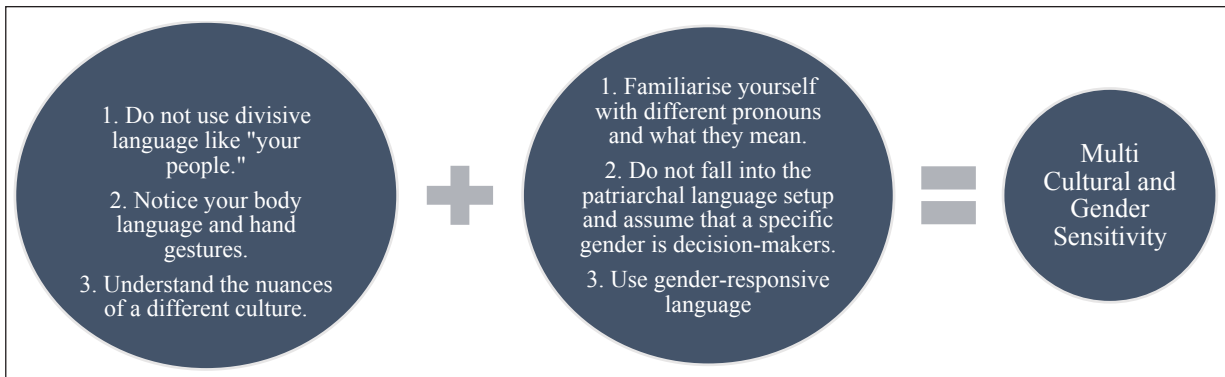 1. Do not use divisive
language like "your
people."
2. Notice your body
language and hand
gestures.
3. Understand the nuances
of a different culture.
1. Familiarise yourself
with different pronouns
and what they mean.
2. Do not fall into the
patriarchal language setup
and assume that a specific
gender is decision-makers.
3. Use gender-responsive
language
Multi
Cultural and
Gender
Sensitivity